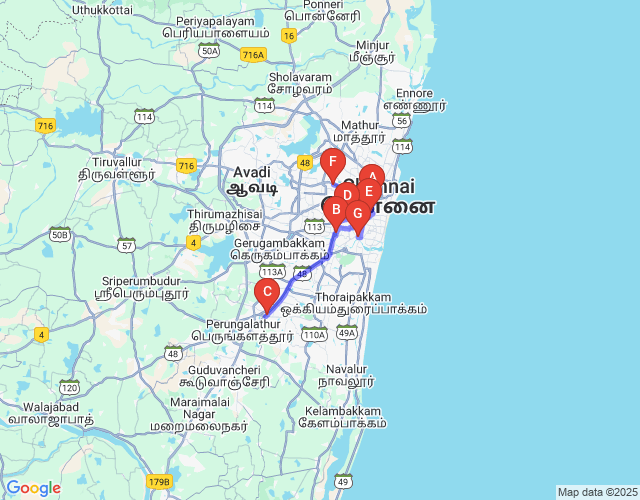 Uthukkottai
Ponneri
பொன்னேரி
Periyapalayam
பெரியபாளையம்
16
50A
716A
Minjur
மீஞ்சூர்
Sholavaram
சோழவரம்
Ennore
எண்ணூர்
114
114
56
716
Mathur
மாத்தூர்
114
Tiruvallur
திருவள்ளூர்
716
48
Avadi
ஆவடி
F
A
Chennai
D
E
B
G
Thirumazhisai
திருமழிசை
50B
57
4
113
Gerugambakkam
கெருகம்பாக்கம்
113A
48
Sriperumbudur
ஸ்ரீபெரும்புதூர்
C
Thoraipakkam
ஒக்கியம்துரைப்பாக்கம்
Perungalathur
பெருங்களத்தூர்
4
48
110A
49A
Guduvancheri
கூடுவாஞ்சேரி
Navalur
நாவலூர்
120
Walajabad
வாலாஜாபாத்
Maraimalai
Nagar
மறைமலைநகர்
Kelambakkam
கேளம்பாக்கம்
179B
49
Google
Map data ©2025